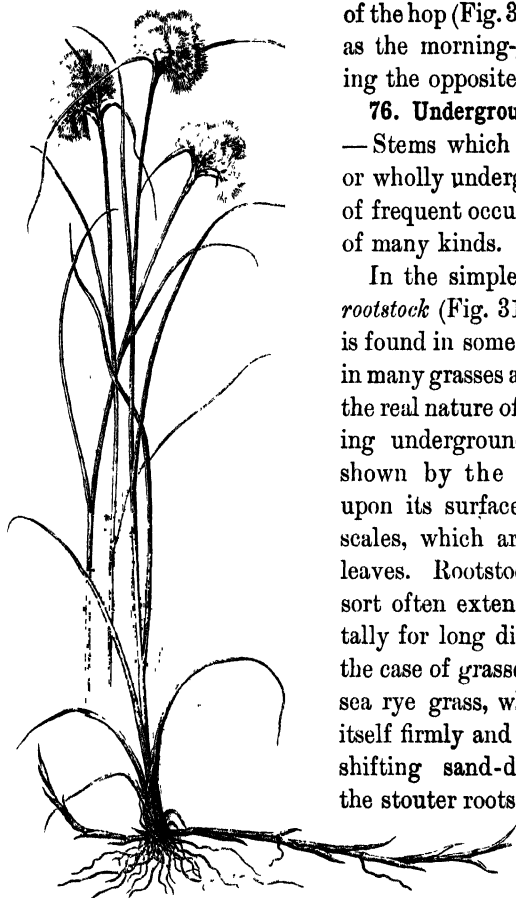 of the hop (Fig. 3
as the morning-
ing the opposite
76. Undergrou
— Stems which
or wholly underg
of frequent occu
of many kinds.
In the simple
rootstock (Fig. 31
is found in some
in many grasses a
the real nature of
ing underground
shown by the
upon its surface
scales, which ar
leaves. Rootsto
sort often exten
tally for long di
the case of grasse
sea rye grass, w
itself firmly and
shifting sand-d
the stouter roots